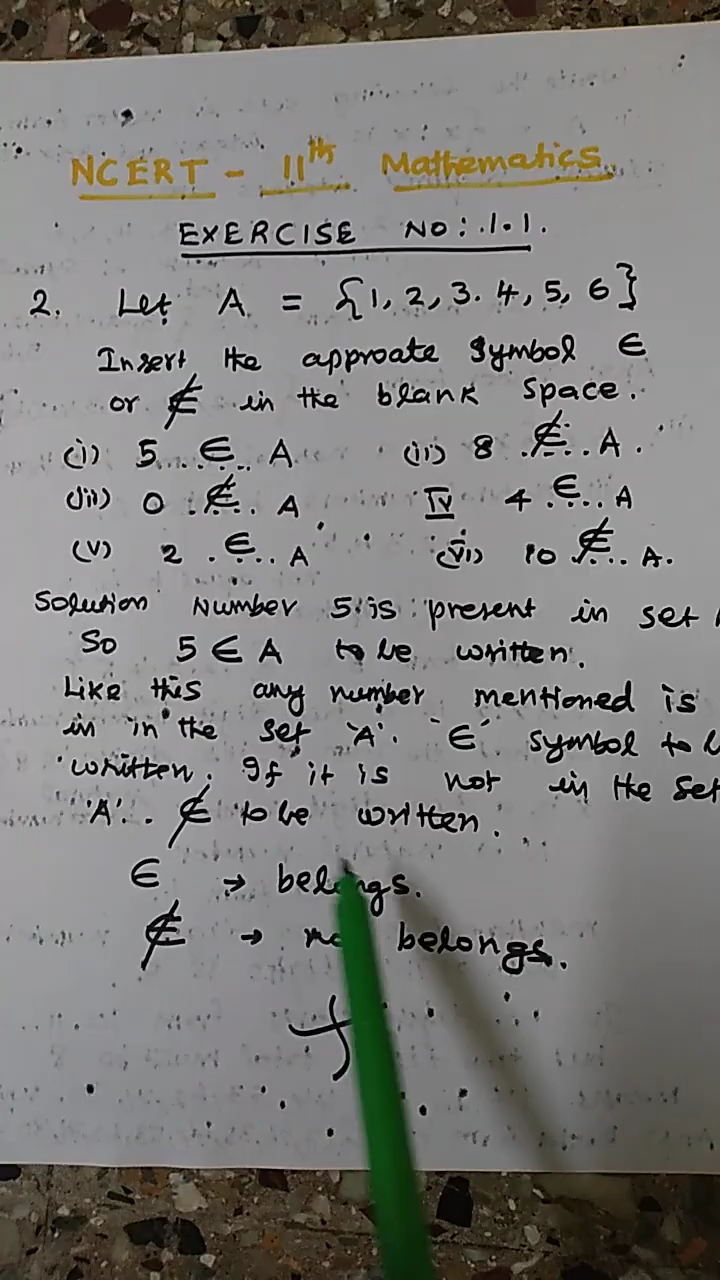 NCERT - 11th Mathematics.
EXERCISE NO: 1.1.
2. Let A = {1, 2, 3. 4, 5, 6}
Insert the approate symbol ∈
or ∉ in the blank space.
(i) 5 ..∈.. A (ii) 8 .∉.. A.
(iii) 0 .∉.. A IV 4 .∈... A
(v) 2 .∈... A (vi) 10 ∉... A.
Solution Number 5 is present in set
So 5 ∈ A to be written.
Like this any number mentioned is
in in the set 'A'. '∈' symbol to
written. If it is not in the set
'A'.. ∉ to be written.
∈ → belongs.
∉ → belongs.